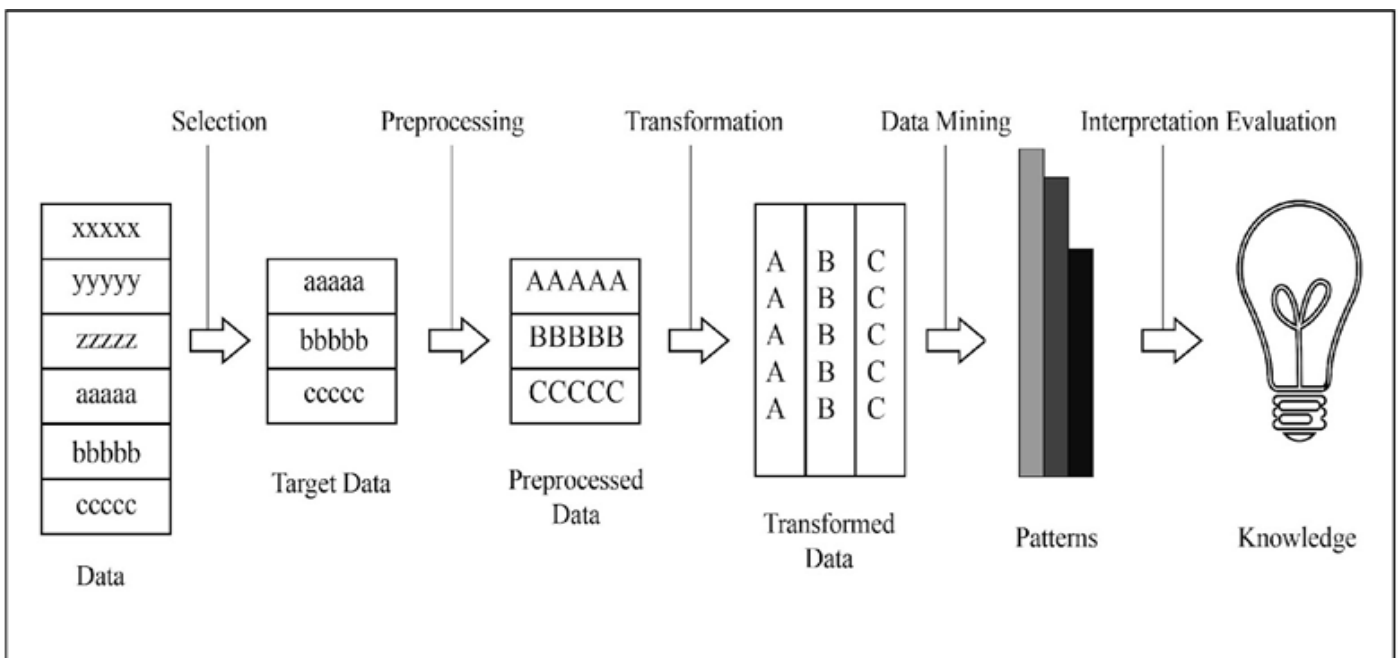 Selection
Preprocessing
Transformation
Data Mining
Interpretation Evaluation
xxxxx
yyyyy
zzzzz
aaaaa
bbbbb
ccccc
Data
aaaaa
bbbbb
ccccc
Target Data
AAAAA
BBBBB
CCCCC
Preprocessed
Data
A B C
A B C
A B C
A B C
A B C
Transformed
Data
Patterns
Knowledge